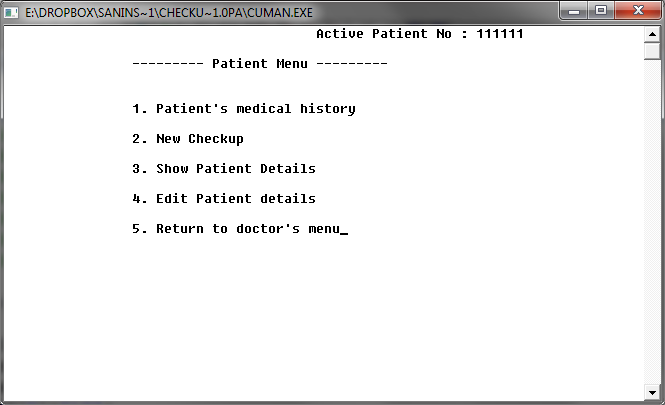 E:\DROPBOX\SANINS~1\CHECKU~1.0PA\CUMAN.EXE
Active Patient No : 111111
--------- Patient Menu ---------
1. Patient's medical history
2. New Checkup
3. Show Patient Details
4. Edit Patient details
5. Return to doctor's menu_